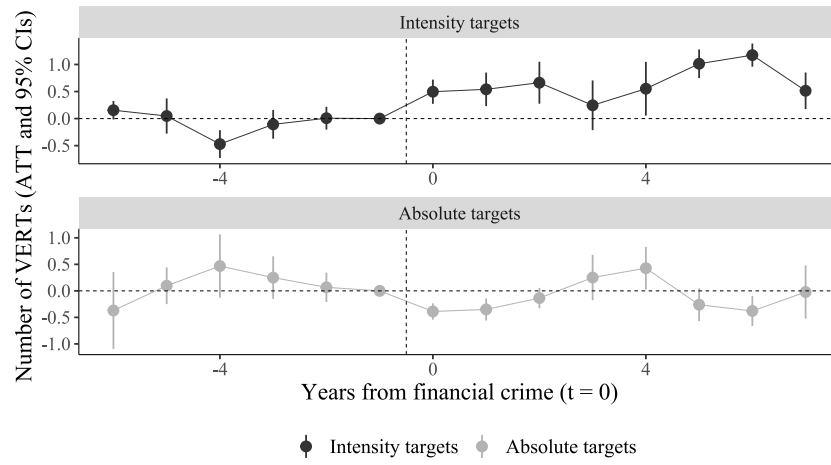 Number of VERTs (ATT and 95% CIs)
Intensity targets
1.0
0.5
0.0
-0.5
-4 0 4
Absolute targets
1.0
0.5
0.0
-0.5
-1.0
-4 0 4
Years from financial crime (t = 0)
Intensity targets Absolute targets